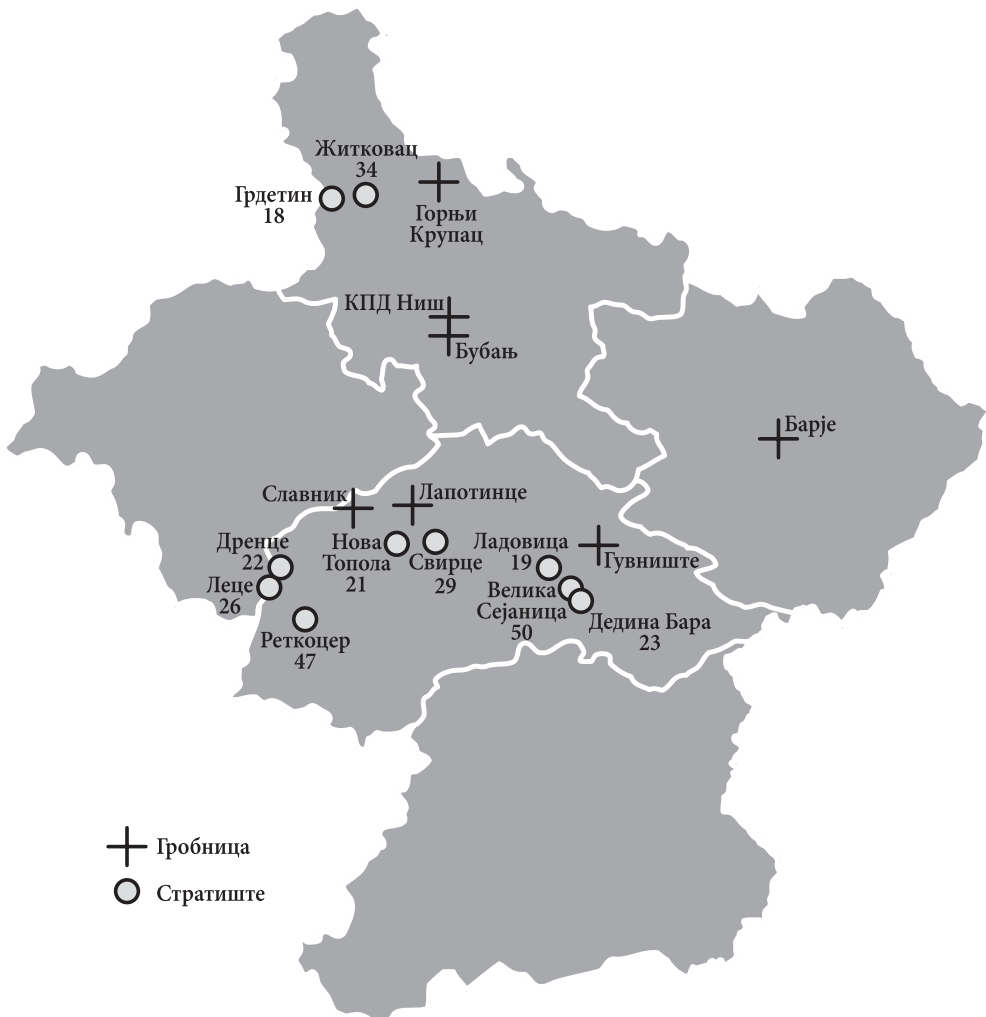 Житковац
34
Грдетин
18
Горњи
Крупац
КПД Ниш
Бубањ
Барје
Славник
Лапотинце
Дренце
22
Леце
26
Нова
Топола
21
Свирце
29
Ладовица
19
Гувниште
Велика
Сејаница
50
Дедина Бара
23
Реткоцер
47
Гробница
Стратиште